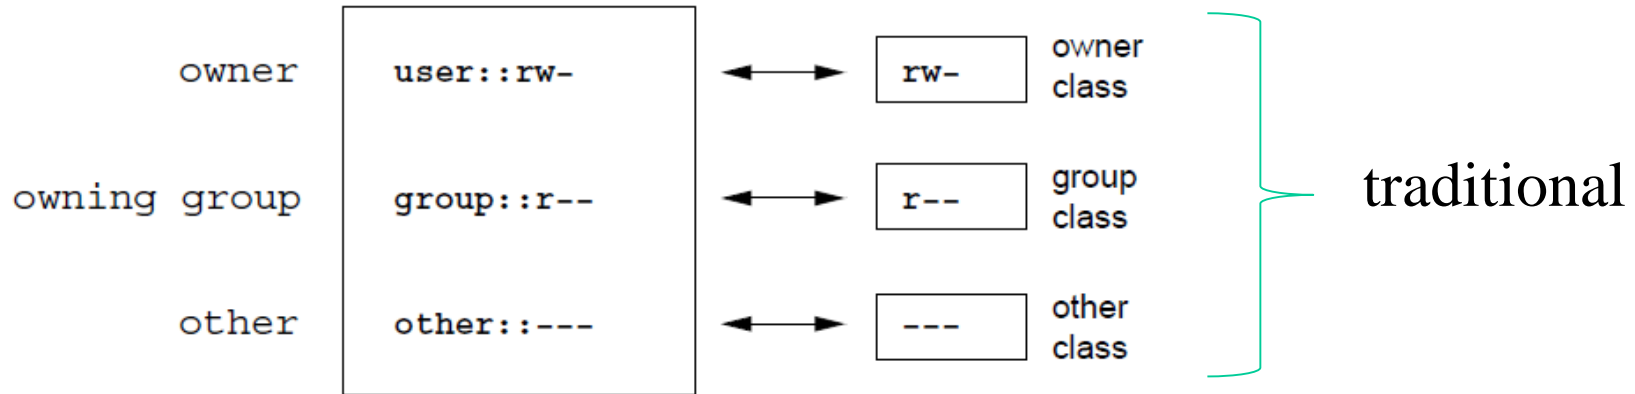 owner user::rw- rw- owner class
owning group group::r-- r-- group class
other other::--- --- other class
traditional